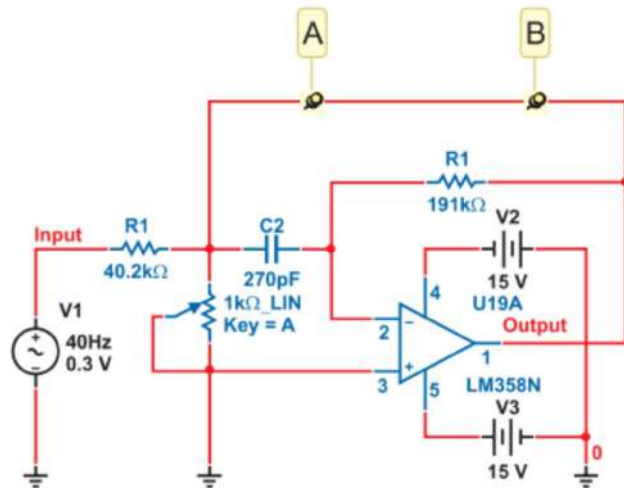 A
B
R1
191kΩ
V2
15 V
Input
R1
40.2kΩ
C2
270pF
1kΩ_LIN
Key = A
4
U19A
V1
40Hz
0.3 V
2
Output
1
3
5
LM358N
V3
15 V
0